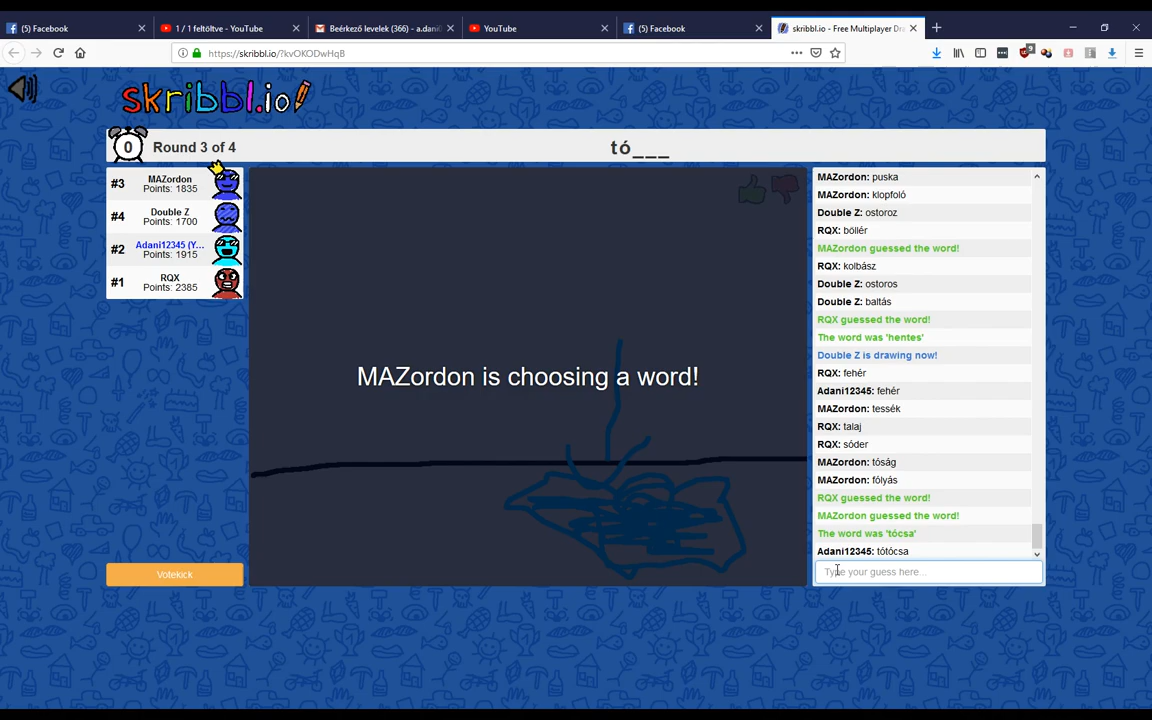 (5) Facebook
1 / 1 feltöltve - YouTube
Beérkező levelek (366) – a.dani
YouTube
(5) Facebook
skribbl.io - Free Multiplayer Dra
https://skribbl.io/?kvOKODwHqB
9
skribbl.io
0
Round 3 of 4
tó___
#3
MAZordon
Points: 1835
#4
Double Z
Points: 1700
#2
Adani12345 (Y...
Points: 1915
#1
RQX
Points: 2385
Votekick
MAZordon is choosing a word!
MAZordon: puska
MAZordon: klopfoló
Double Z: ostoroz
RQX: böllér
MAZordon guessed the word!
RQX: kolbász
Double Z: ostoros
Double Z: baltás
RQX guessed the word!
The word was 'hentes'
Double Z is drawing now!
RQX: fehér
Adani12345: fehér
MAZordon: tessék
RQX: talaj
RQX: sóder
MAZordon: tóság
MAZordon: fólyás
RQX guessed the word!
MAZordon guessed the word!
The word was 'tócsa'
Adani12345: tótócsa
Type your guess here...